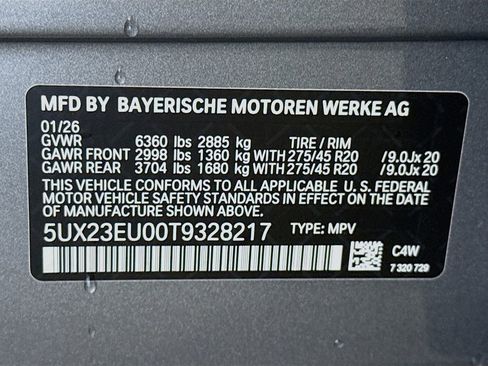 MFD BY BAYERISCHE MOTOREN WERKE AG
01/26
GVWR 6360 lbs 2885 kg TIRE / RIM
GAWR FRONT 2998 lbs 1360 kg WITH 275/45 R20 /9.0Jx20
GAWR REAR 3704 lbs 1680 kg WITH 275/45 R20 /9.0Jx20
THIS VEHICLE CONFORMS TO ALL APPLICABLE U. S. FEDERAL
MOTOR VEHICLE SAFETY STANDARDS IN EFFECT ON THE
DATE OF MANUFACTURE SHOWN ABOVE.
5UX23EU00T9328217 TYPE: MPV
C4W
7 320 729